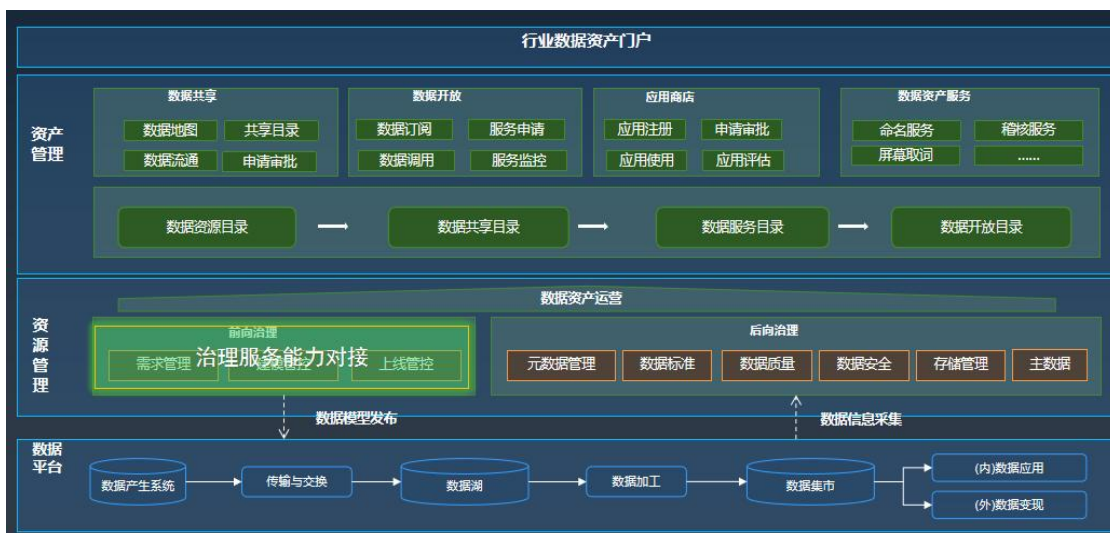 行业数据资产门户
资产
管理
数据共享
数据地图
共享目录
数据流通
申请审批
数据开放
数据订阅
服务申请
数据调用
服务监控
应用商店
应用注册
申请审批
应用使用
应用评估
数据资产服务
命名服务
稽核服务
屏幕取词
......
数据资源目录
数据共享目录
数据服务目录
数据开放目录
资
源
管
理
数据资产运营
前向治理
需求管理
治理服务能力对接
上线管控
后向治理
元数据管理
数据标准
数据质量
数据安全
存储管理
主数据
数据模型发布
数据信息采集
数据
平台
数据产生系统
传输与交换
数据湖
数据加工
数据集市
(内)数据应用
(外)数据变现